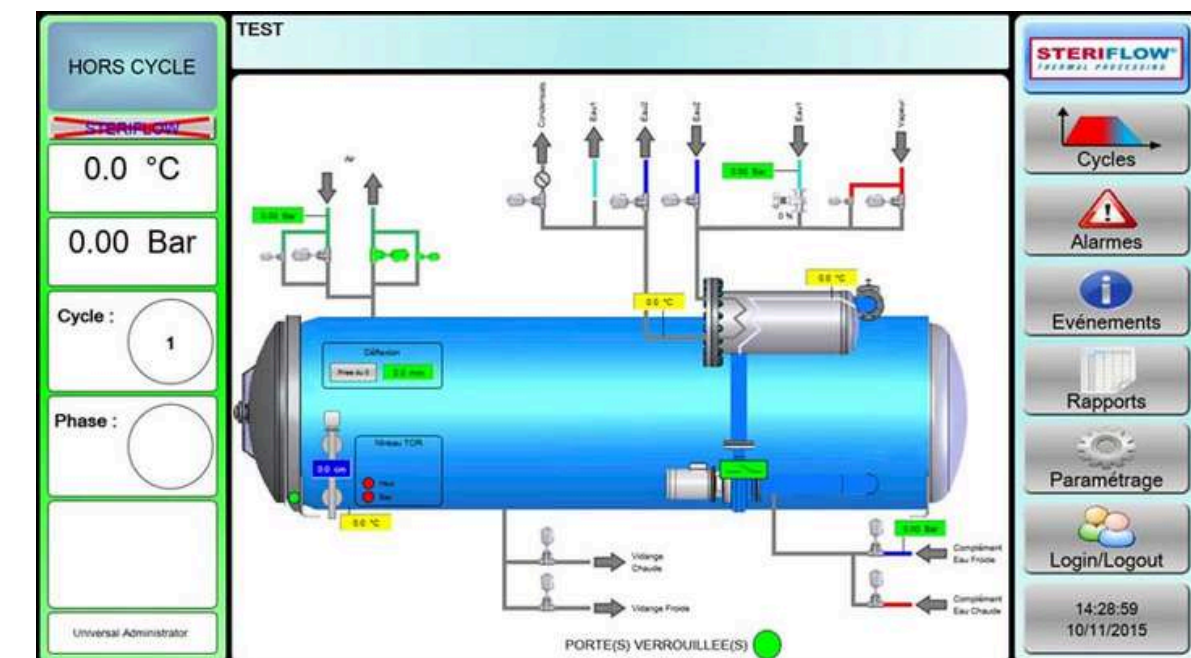 HORS CYCLE
STERIFLOW
0.0 °C
0.00 Bar
Cycle :
1
Phase :
Universal Administrator
TEST
Condensats
Eau1
Eau2
Eau2
Eau1
Vapeur
Air
0.00 Bar
0.00 Bar
0 %
0.0 °C
0.0 °C
Déflexion
Prise du 0
0.0 mm
Niveau TOR
0.0 cm
Haut
Bas
0.0 °C
Vidange
Chaude
Vidange Froide
0.00 Bar
Complément
Eau Froide
Complément
Eau Chaude
PORTE(S) VERROUILLEE(S)
STERIFLOW
THERMAL PROCESSING
Cycles
Alarmes
Evénements
Rapports
Paramétrage
Login/Logout
14:28:59
10/11/2015